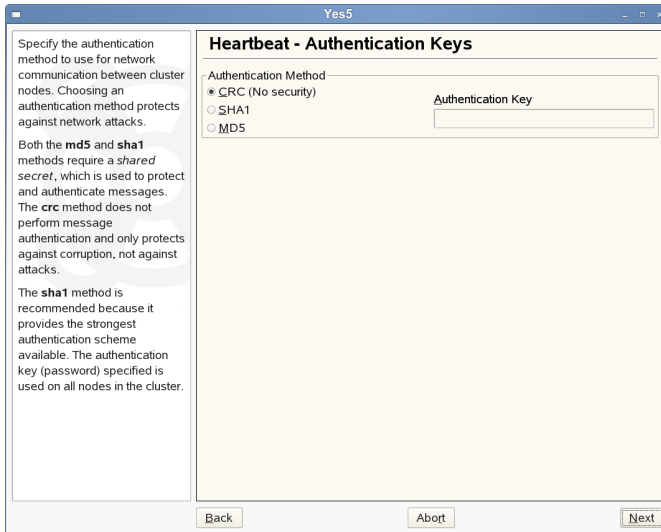 Yes5
Specify the authentication
method to use for network
communication between cluster
nodes. Choosing an
authentication method protects
against network attacks.
Both the md5 and sha1
methods require a shared
secret, which is used to protect
and authenticate messages.
The crc method does not
perform message
authentication and only protects
against corruption, not against
attacks.
The sha1 method is
recommended because it
provides the strongest
authentication scheme
available. The authentication
key (password) specified is
used on all nodes in the cluster.
Heartbeat - Authentication Keys
Authentication Method
CRC (No security)
SHA1
MD5
Authentication Key
Back
Abort
Next